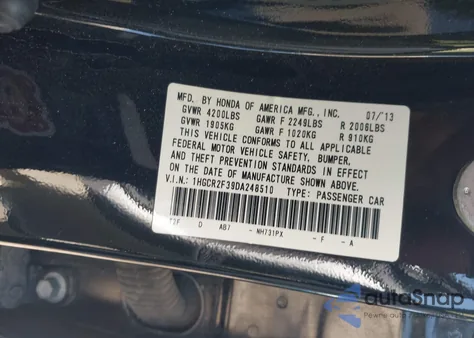 MFD. BY HONDA OF AMERICA MFG., INC. 07/13
GVWR 4200LBS GAWR F 2249LBS R 2006LBS
GVWR 1905KG GAWR F 1020KG R 910KG
THIS VEHICLE CONFORMS TO ALL APPLICABLE
FEDERAL MOTOR VEHICLE SAFETY, BUMPER,
AND THEFT PREVENTION STANDARDS IN EFFECT
ON THE DATE OF MANUFACTURE SHOWN ABOVE.
V.I.N.: 1HGCR2F39DA248510 TYPE: PASSENGER CAR
D AB7 - NH731PX - F - A
autoSnap